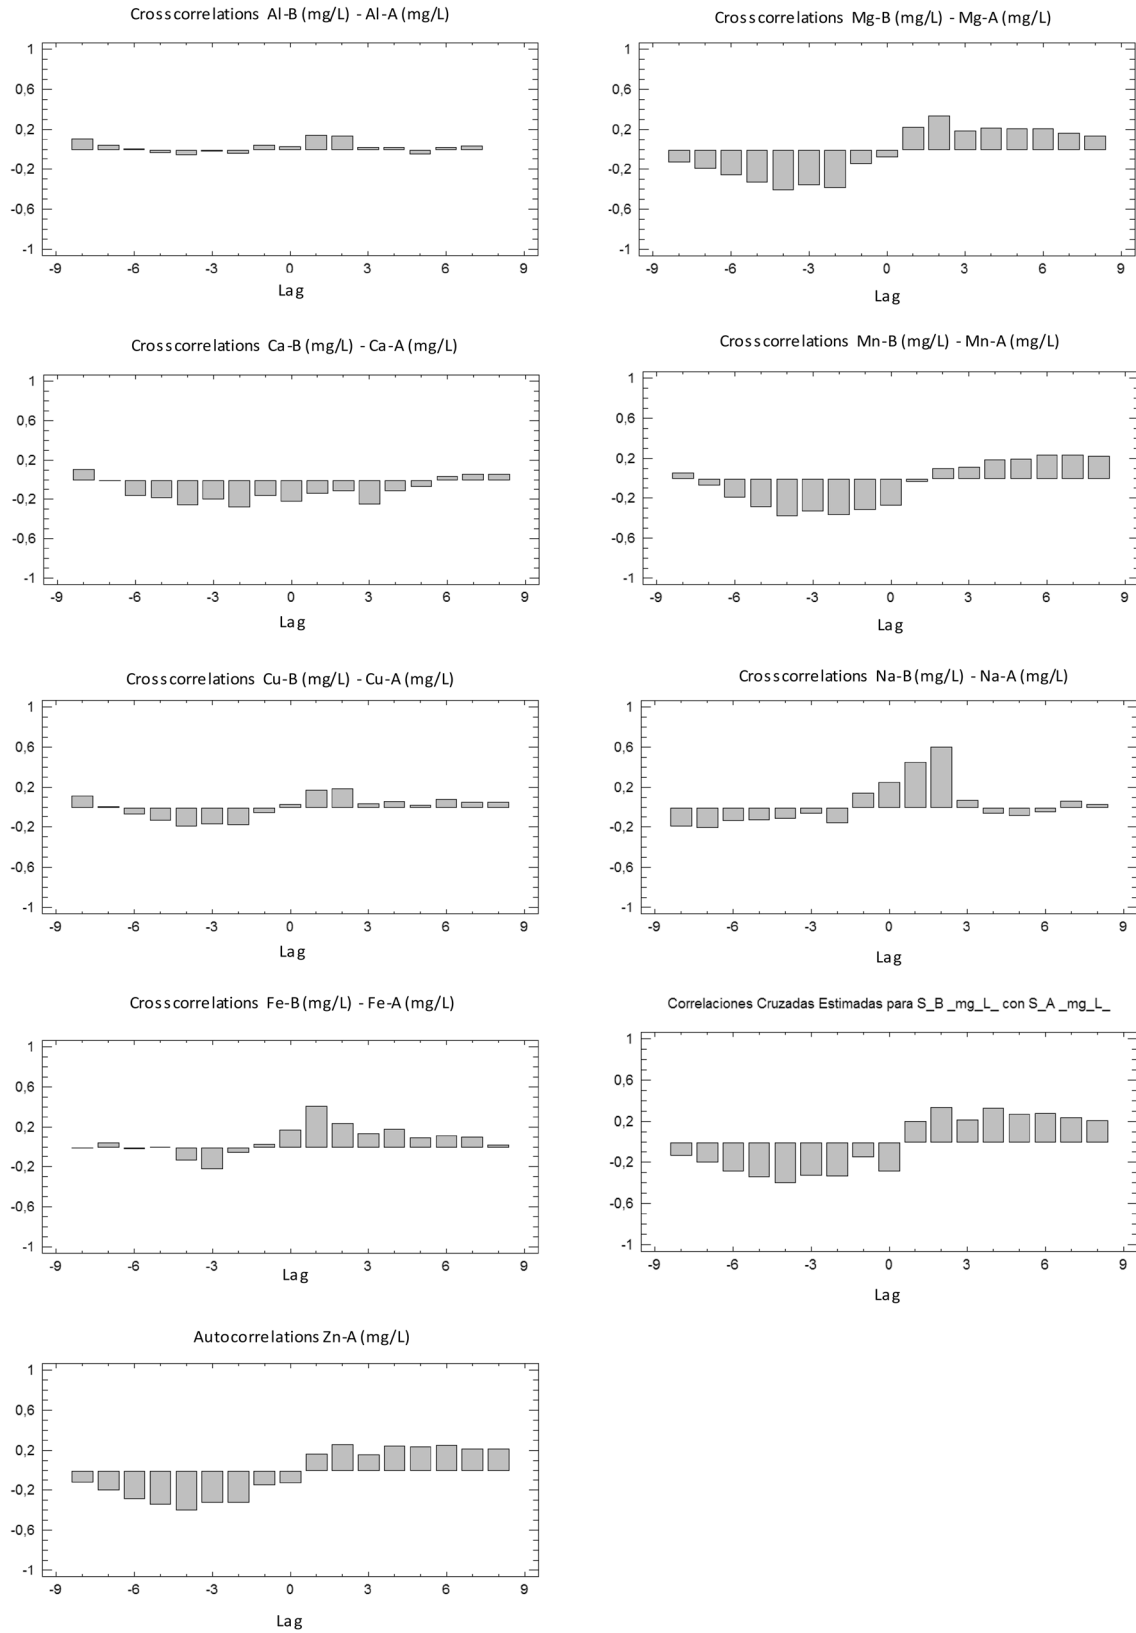 Crosscorrelations Al-B (mg/L) - Al-A (mg/L)
1
0,6
0,2
-0,2
-0,6
-1
-9 -6 -3 0 3 6 9
Lag
Crosscorrelations Mg-B (mg/L) - Mg-A (mg/L)
1
0,6
0,2
-0,2
-0,6
-1
-9 -6 -3 0 3 6 9
Lag
Crosscorrelations Ca-B (mg/L) - Ca-A (mg/L)
1
0,6
0,2
-0,2
-0,6
-1
-9 -6 -3 0 3 6 9
Lag
Crosscorrelations Mn-B (mg/L) - Mn-A (mg/L)
1
0,6
0,2
-0,2
-0,6
-1
-9 -6 -3 0 3 6 9
Lag
Crosscorrelations Cu-B (mg/L) - Cu-A (mg/L)
1
0,6
0,2
-0,2
-0,6
-1
-9 -6 -3 0 3 6 9
Lag
Crosscorrelations Na-B (mg/L) - Na-A (mg/L)
1
0,6
0,2
-0,2
-0,6
-1
-9 -6 -3 0 3 6 9
Lag
Crosscorrelations Fe-B (mg/L) - Fe-A (mg/L)
1
0,6
0,2
-0,2
-0,6
-1
-9 -6 -3 0 3 6 9
Lag
Correlaciones Cruzadas Estimadas para S_B _mg_L_ con S_A _mg_L_
1
0,6
0,2
-0,2
-0,6
-1
-9 -6 -3 0 3 6 9
Lag
Autocorrelations Zn-A (mg/L)
1
0,6
0,2
-0,2
-0,6
-1
-9 -6 -3 0 3 6 9
Lag